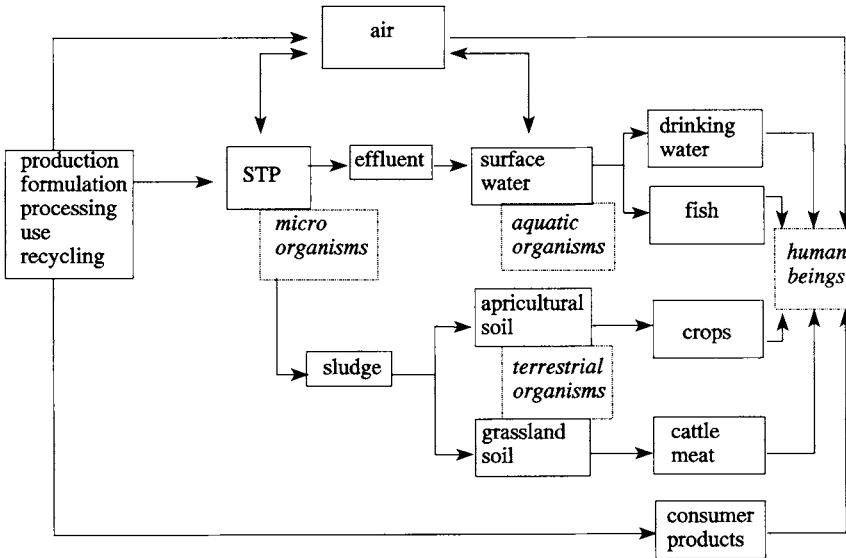 air
production
formulation
processing
use
recycling
STP
effluent
surface
water
drinking
water
fish
micro
organisms
aquatic
organisms
human
beings
apricultural
soil
crops
sludge
terrestrial
organisms
grassland
soil
cattle
meat
consumer
products